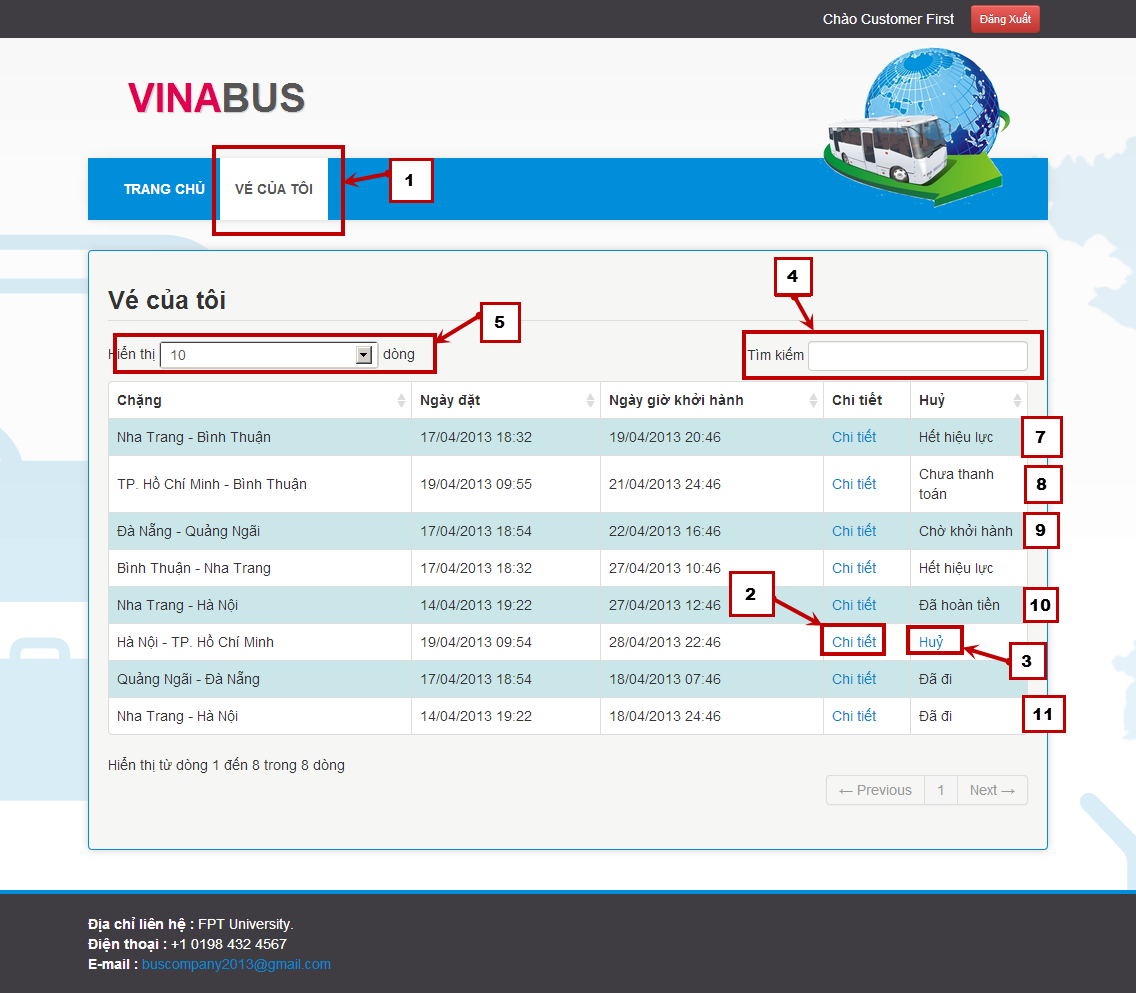 Chào Customer First Đăng Xuất
VINABUS
TRANG CHỦ VÉ CỦA TÔI 1
4
Vé của tôi
5
Hiển thị 10 dòng Tìm kiếm
Chặng Ngày đặt Ngày giờ khởi hành Chi tiết Huỷ
Nha Trang - Bình Thuận 17/04/2013 18:32 19/04/2013 20:46 Chi tiết Hết hiệu lực 7
TP. Hồ Chí Minh - Bình Thuận 19/04/2013 09:55 21/04/2013 24:46 Chi tiết Chưa thanh
toán 8
Đà Nẵng - Quảng Ngãi 17/04/2013 18:54 22/04/2013 16:46 Chi tiết Chờ khởi hành 9
Bình Thuận - Nha Trang 17/04/2013 18:32 27/04/2013 10:46 Chi tiết Hết hiệu lực
2
Nha Trang - Hà Nội 14/04/2013 19:22 27/04/2013 12:46 Chi tiết Đã hoàn tiền 10
Hà Nội - TP. Hồ Chí Minh 19/04/2013 09:54 28/04/2013 22:46 Chi tiết Huỷ
3
Quảng Ngãi - Đà Nẵng 17/04/2013 18:54 18/04/2013 07:46 Chi tiết Đã đi
Nha Trang - Hà Nội 14/04/2013 19:22 18/04/2013 24:46 Chi tiết Đã đi 11
Hiển thị từ dòng 1 đến 8 trong 8 dòng
← Previous 1 Next →
Địa chỉ liên hệ : FPT University.
Điện thoại : +1 0198 432 4567
E-mail : buscompany2013@gmail.com